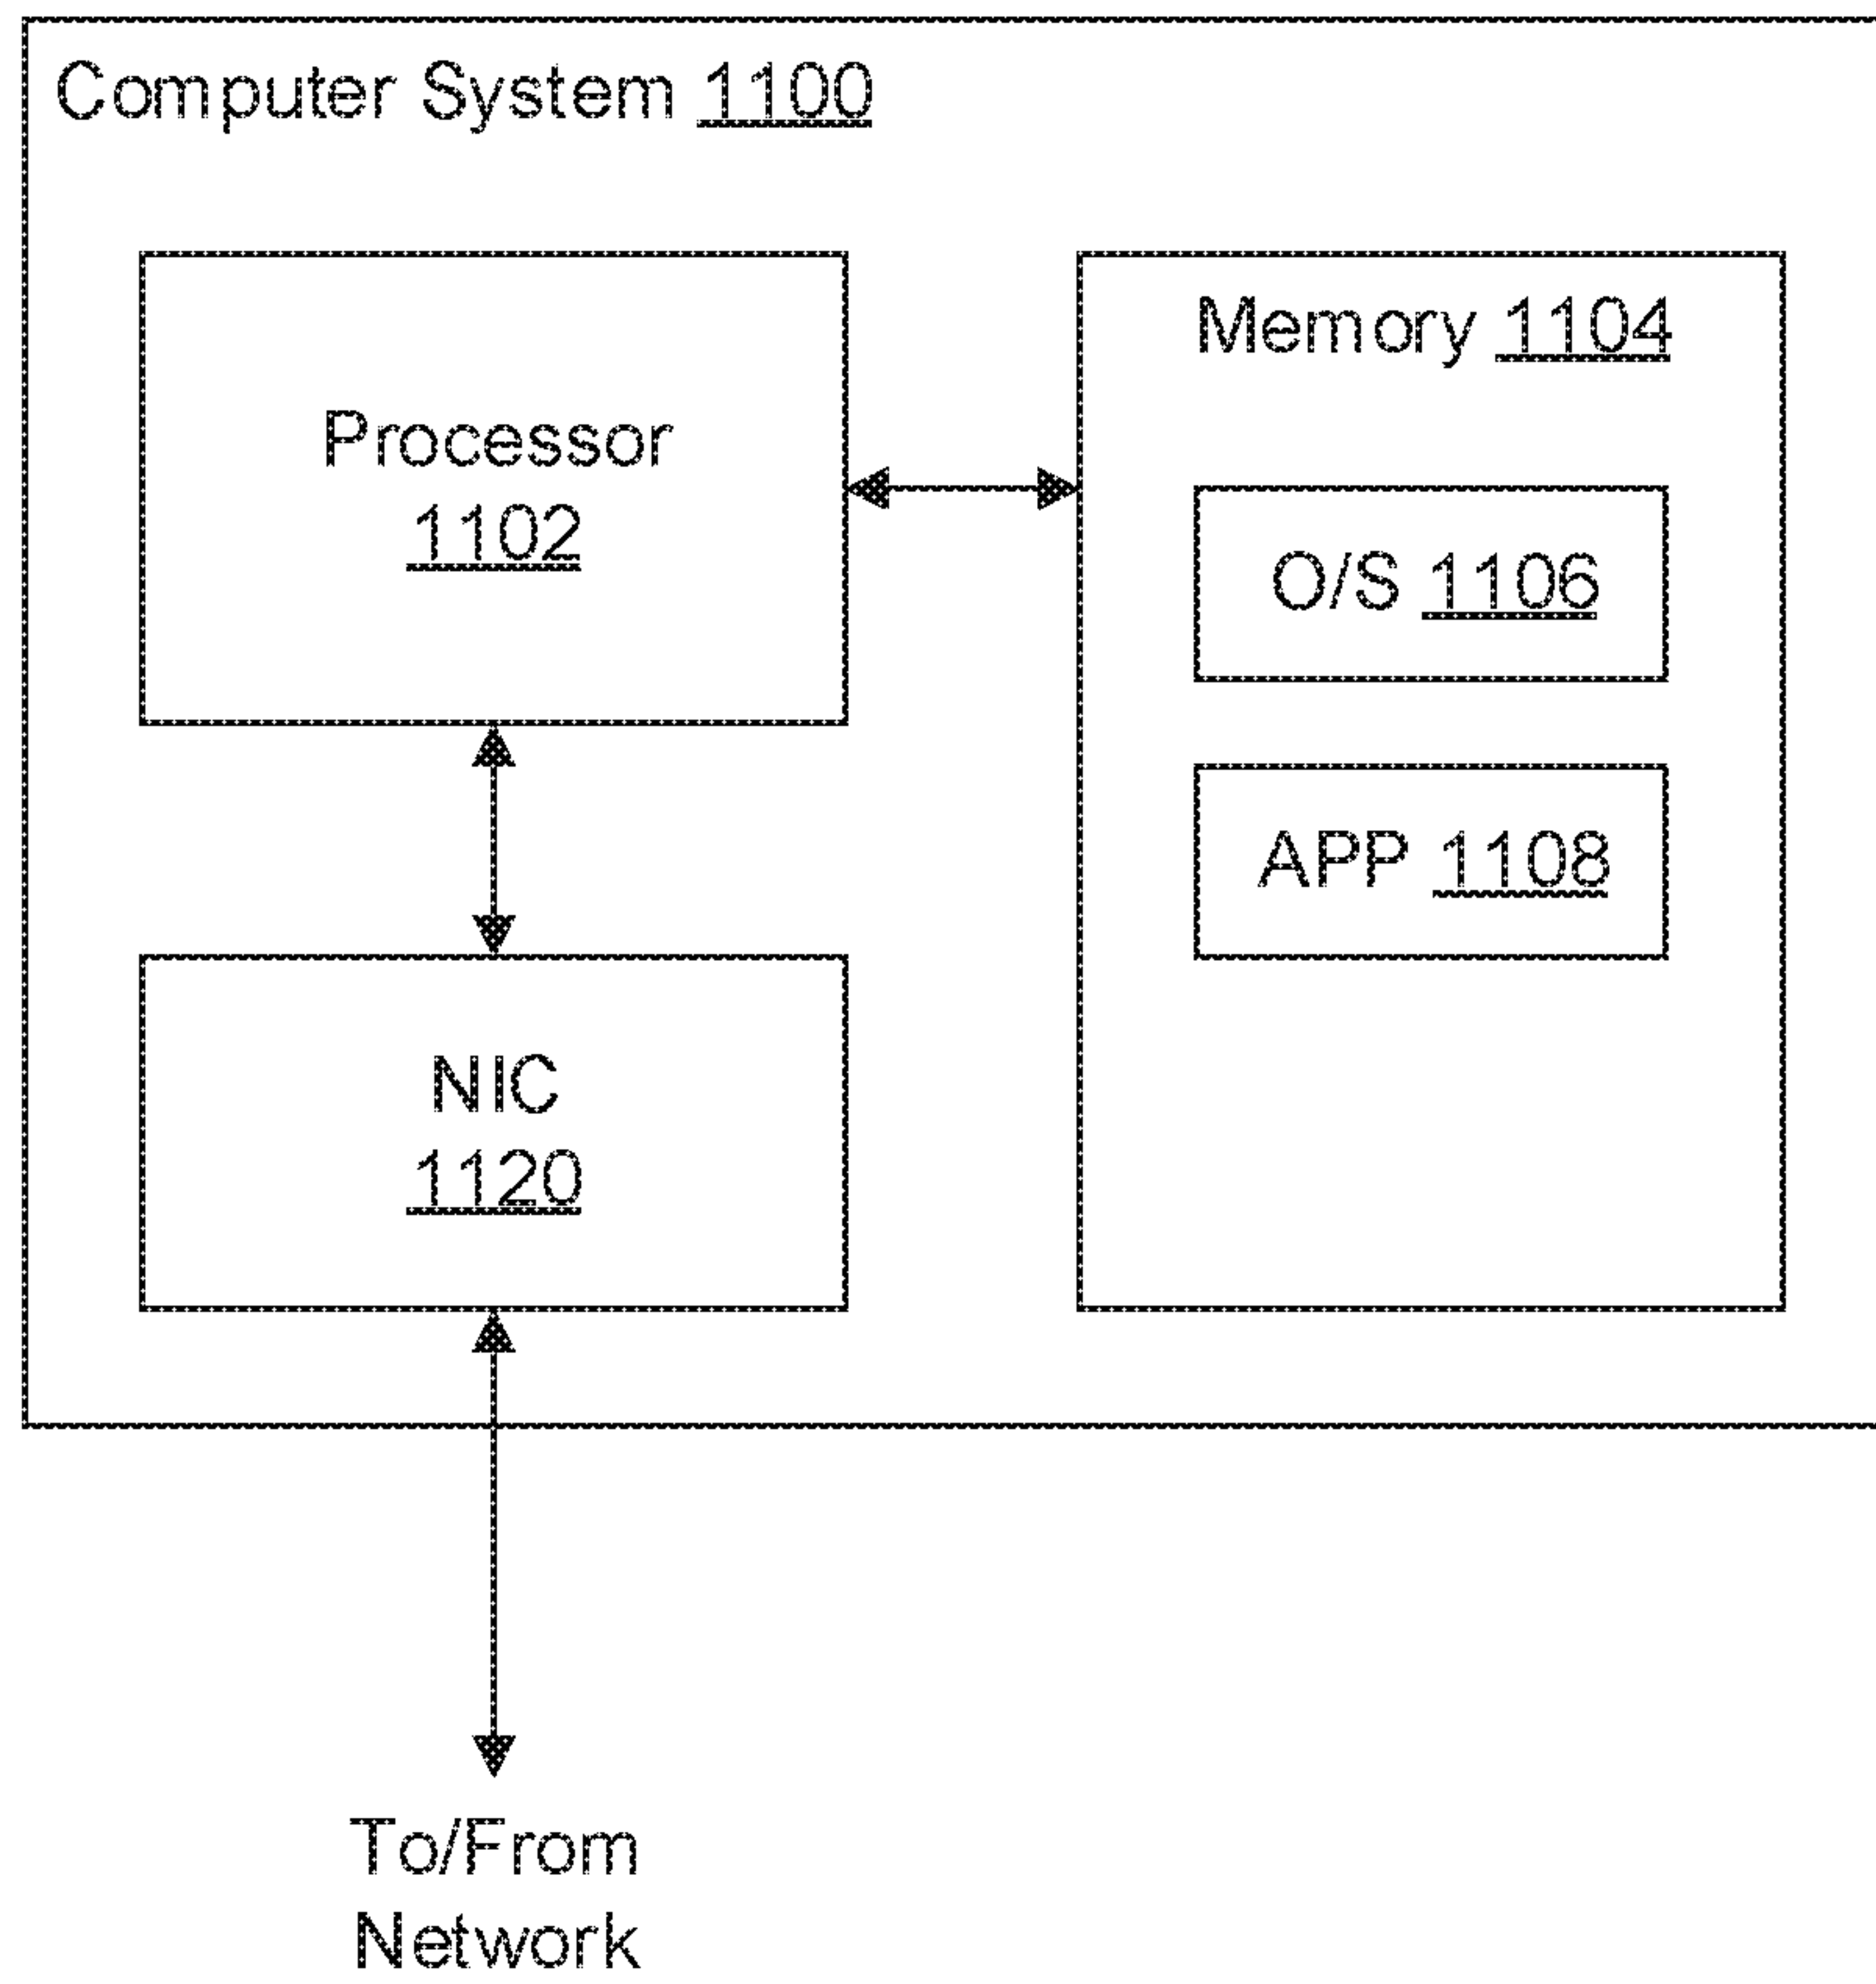 Computer System 1100
Processor
1102
Memory 1104
O/S 1106
APP 1108
NIC
1120
To/From
Network